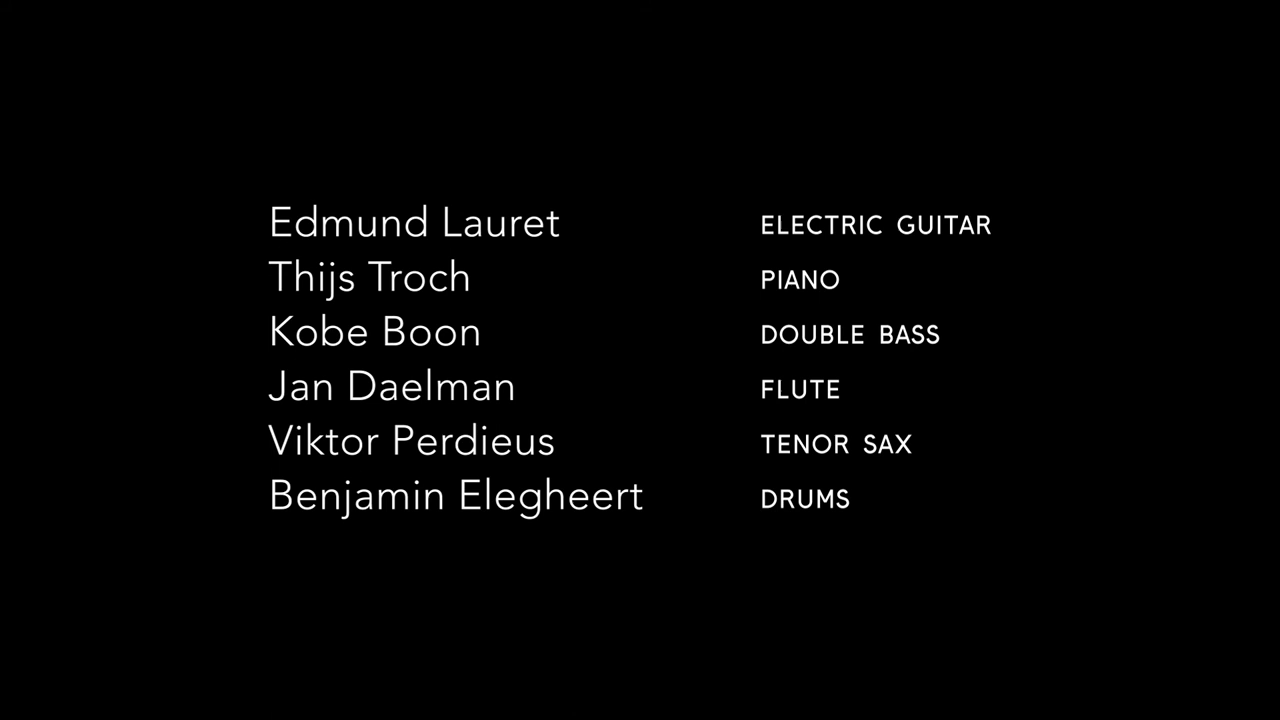 Edmund Lauret ELECTRIC GUITAR
Thijs Troch PIANO
Kobe Boon DOUBLE BASS
Jan Daelman FLUTE
Viktor Perdieus TENOR SAX
Benjamin Elegheert DRUMS